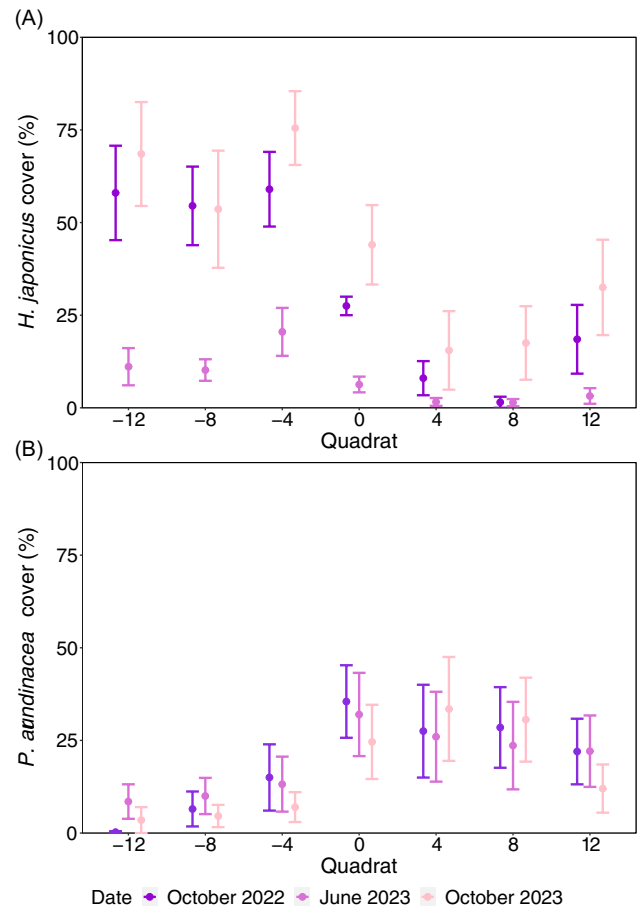 (A)
H. japonicus cover (%)
100
75
50
25
0
−12 −8 −4 0 4 8 12
Quadrat
(B)
P. arundinacea cover (%)
100
75
50
25
0
−12 −8 −4 0 4 8 12
Quadrat
Date October 2022 June 2023 October 2023